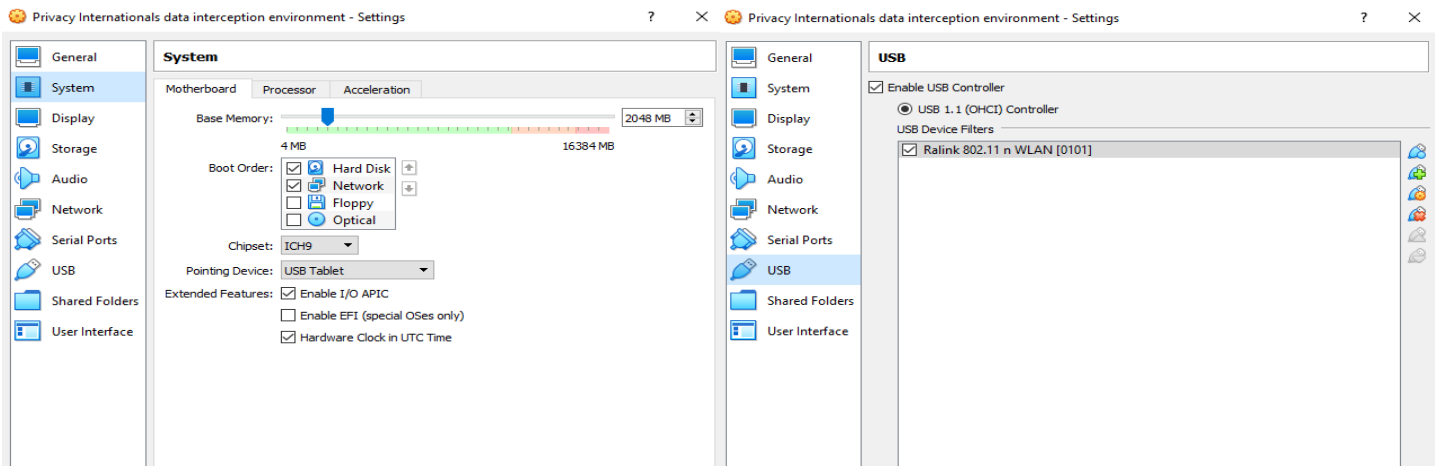 Privacy Internationals data interception environment - Settings
?
General
System
Display
Storage
Audio
Network
Serial Ports
USB
Shared Folders
User Interface
System
Motherboard Processor Acceleration
Base Memory: 2048 MB
4 MB 16384 MB
Boot Order: Hard Disk
Network
Floppy
Optical
Chipset: ICH9
Pointing Device: USB Tablet
Extended Features: Enable I/O APIC
Enable EFI (special OSes only)
Hardware Clock in UTC Time
Privacy Internationals data interception environment - Settings
?
General
System
Display
Storage
Audio
Network
Serial Ports
USB
Shared Folders
User Interface
USB
Enable USB Controller
USB 1.1 (OHCI) Controller
USB Device Filters
Ralink 802.11 n WLAN [0101]